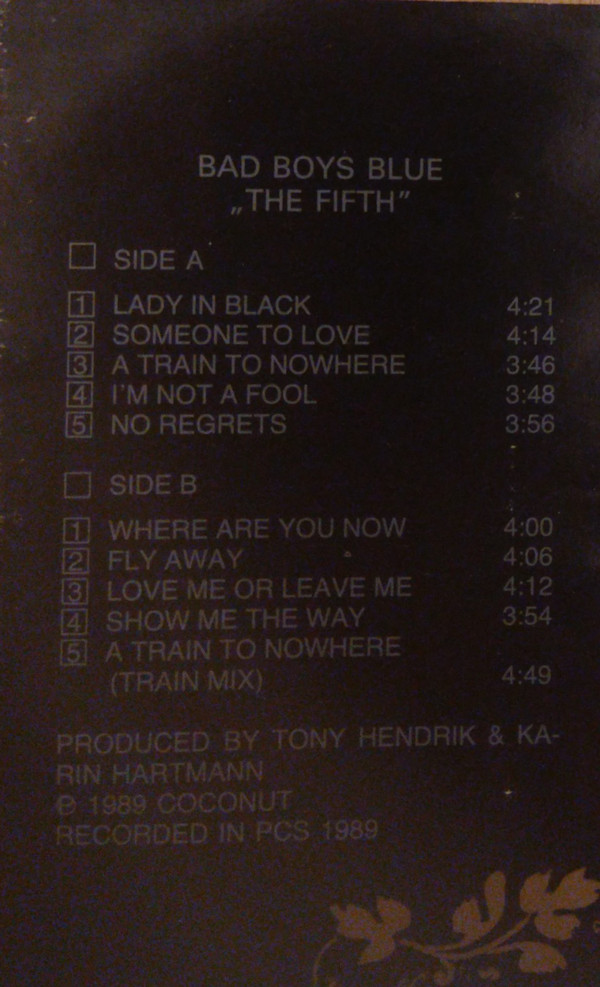 BAD BOYS BLUE
„THE FIFTH”
SIDE A
1 LADY IN BLACK 4:21
2 SOMEONE TO LOVE 4:14
3 A TRAIN TO NOWHERE 3:46
4 I'M NOT A FOOL 3:48
5 NO REGRETS 3:56
SIDE B
1 WHERE ARE YOU NOW 4:00
2 FLY AWAY 4:06
3 LOVE ME OR LEAVE ME 4:12
4 SHOW ME THE WAY 3:54
5 A TRAIN TO NOWHERE
(TRAIN MIX) 4:49
PRODUCED BY TONY HENDRIK & KA-
RIN HARTMANN
℗ 1989 COCONUT
RECORDED IN PCS 1989